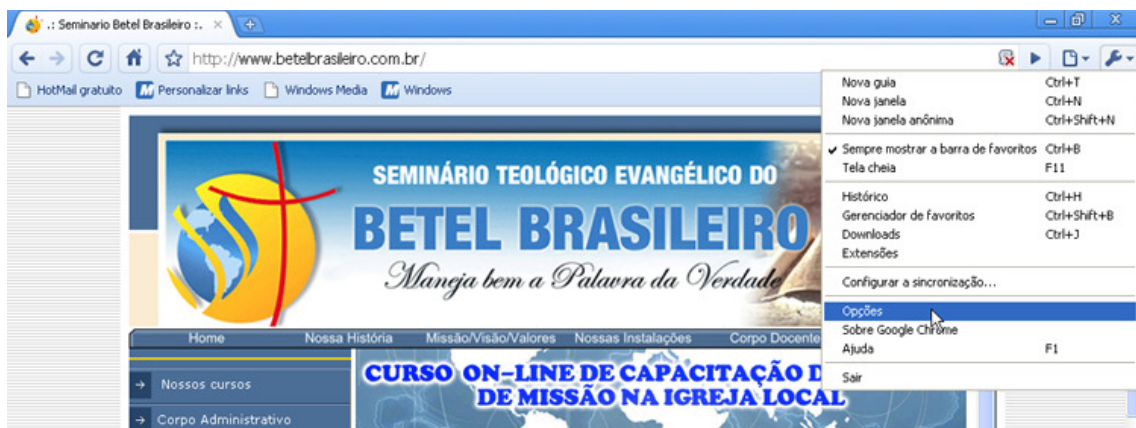 .: Seminario Betel Brasileiro :.
http://www.betelbrasileiro.com.br/
HotMail gratuito Personalizar links Windows Media Windows
Nova guia Ctrl+T
Nova janela Ctrl+N
Nova janela anônima Ctrl+Shift+N
Sempre mostrar a barra de favoritos Ctrl+B
Tela cheia F11
Histórico Ctrl+H
Gerenciador de favoritos Ctrl+Shift+B
Downloads Ctrl+J
Extensões
Configurar a sincronização...
Opções
Sobre Google Chrome
Ajuda F1
Sair
SEMINÁRIO TEOLÓGICO EVANGÉLICO DO
BETEL BRASILEIRO
Maneja bem a Palavra da Verdade
Home Nossa História Missão/Visão/Valores Nossas Instalações Corpo Docente
Nossos cursos
Corpo Administrativo
CURSO ON-LINE DE CAPACITAÇÃO D
DE MISSÃO NA IGREJA LOCAL